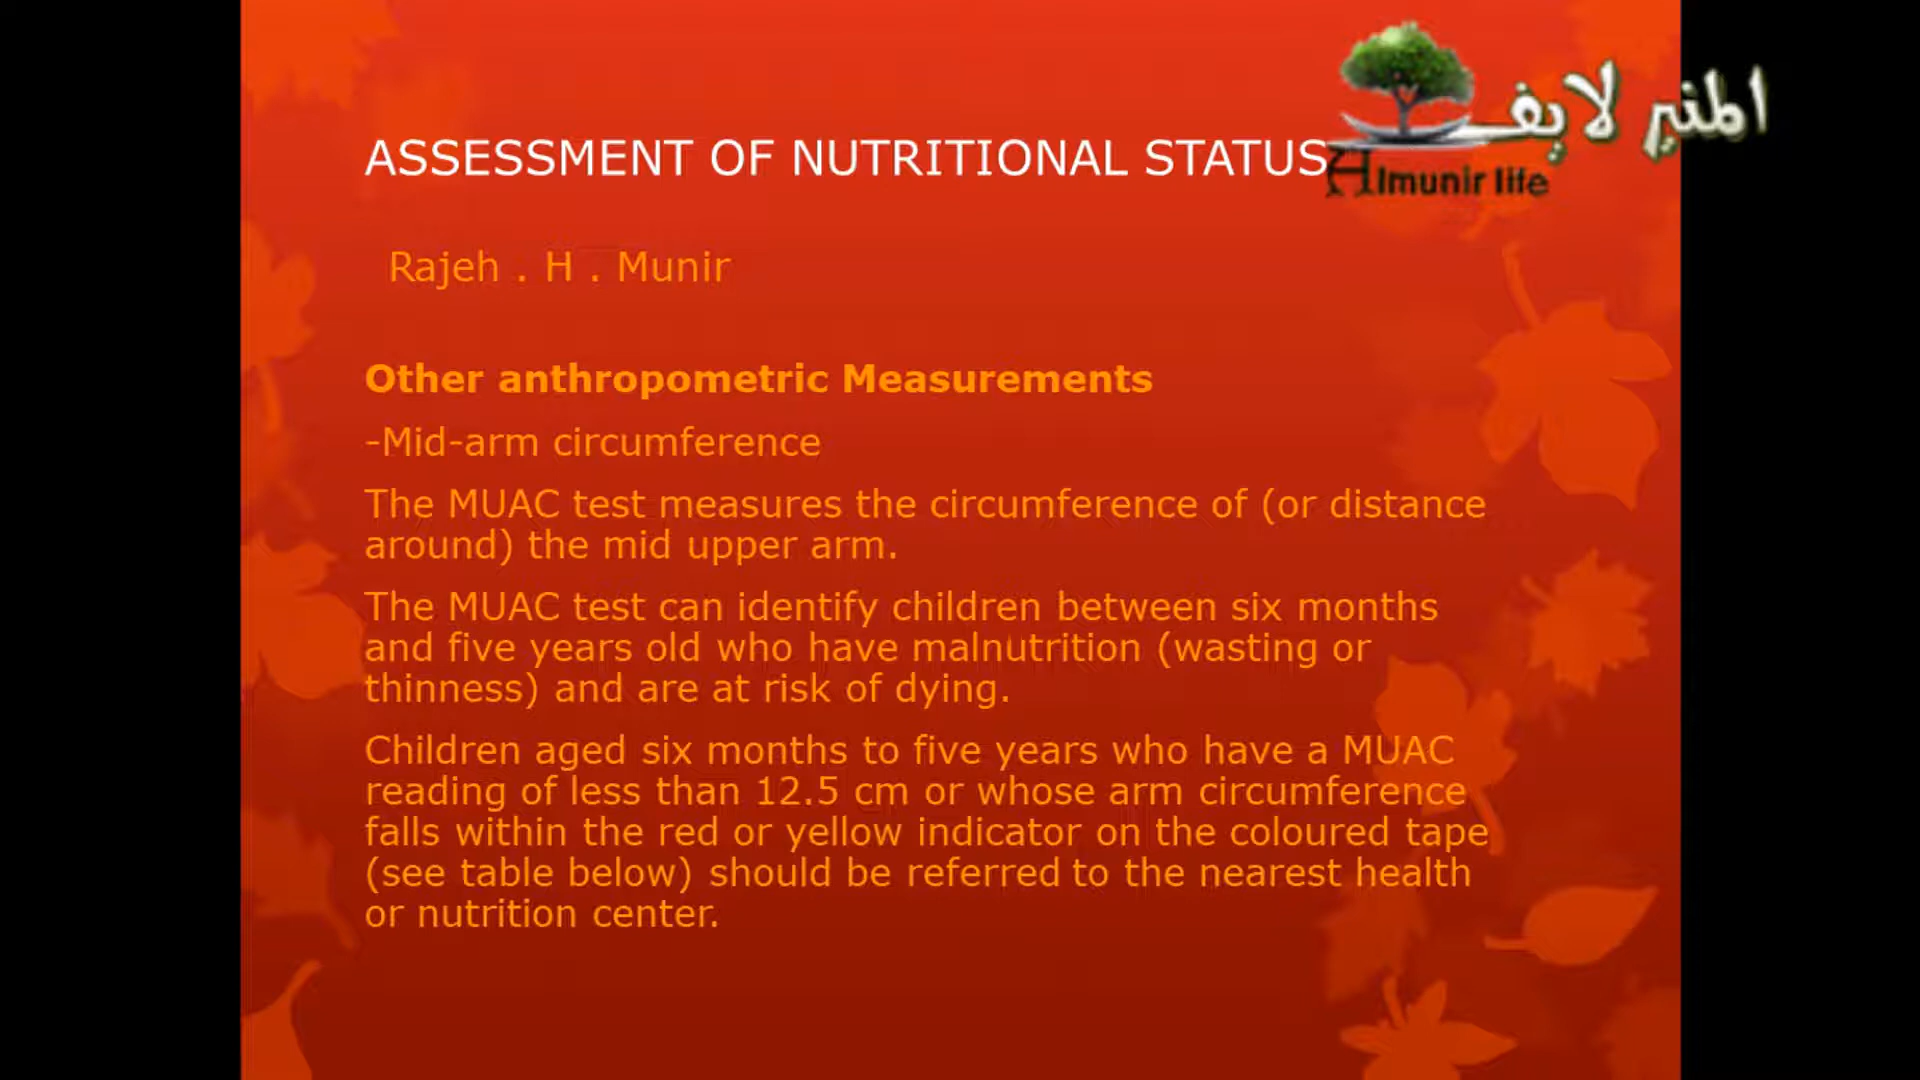 المنير لايف
Almunir life
ASSESSMENT OF NUTRITIONAL STATUS
Rajeh . H . Munir
Other anthropometric Measurements
-Mid-arm circumference
The MUAC test measures the circumference of (or distance
around) the mid upper arm.
The MUAC test can identify children between six months
and five years old who have malnutrition (wasting or
thinness) and are at risk of dying.
Children aged six months to five years who have a MUAC
reading of less than 12.5 cm or whose arm circumference
falls within the red or yellow indicator on the coloured tape
(see table below) should be referred to the nearest health
or nutrition center.